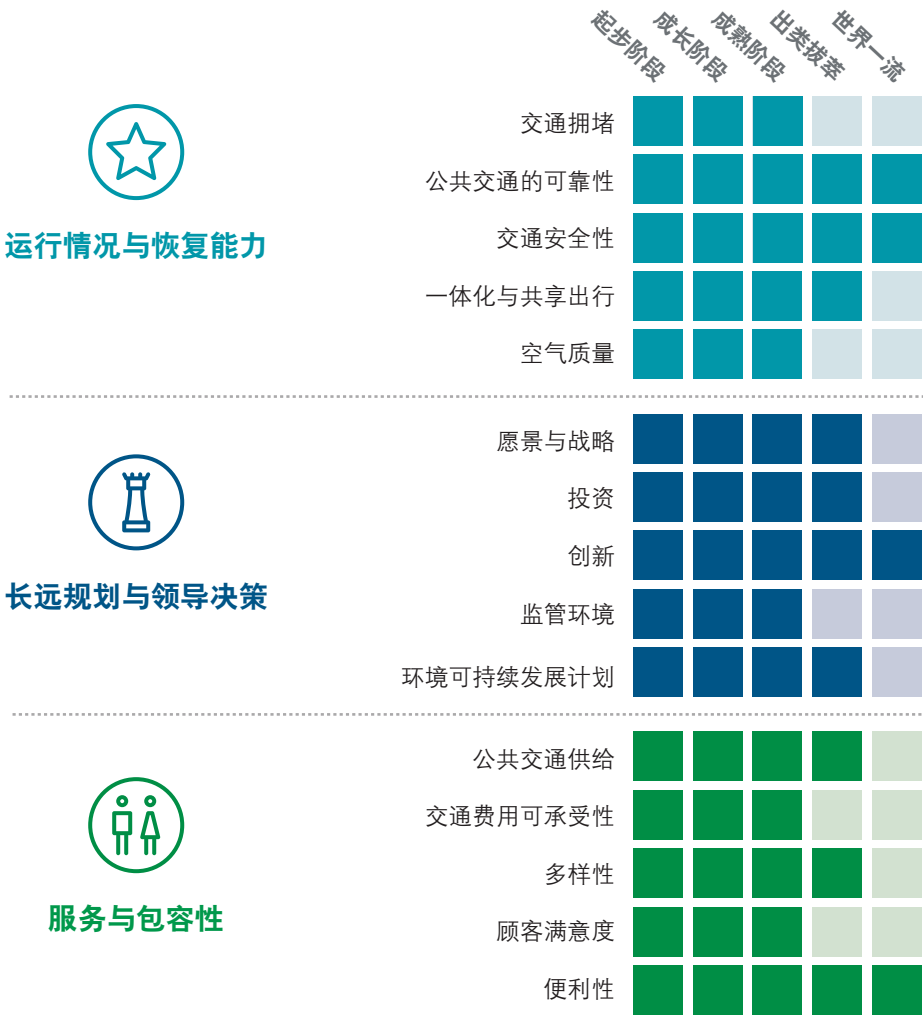 起步阶段
成长阶段
成熟阶段
出类拔萃
世界一流
运行情况与恢复能力
交通拥堵
公共交通的可靠性
交通安全性
一体化与共享出行
空气质量
长远规划与领导决策
愿景与战略
投资
创新
监管环境
环境可持续发展计划
服务与包容性
公共交通供给
交通费用可承受性
多样性
顾客满意度
便利性